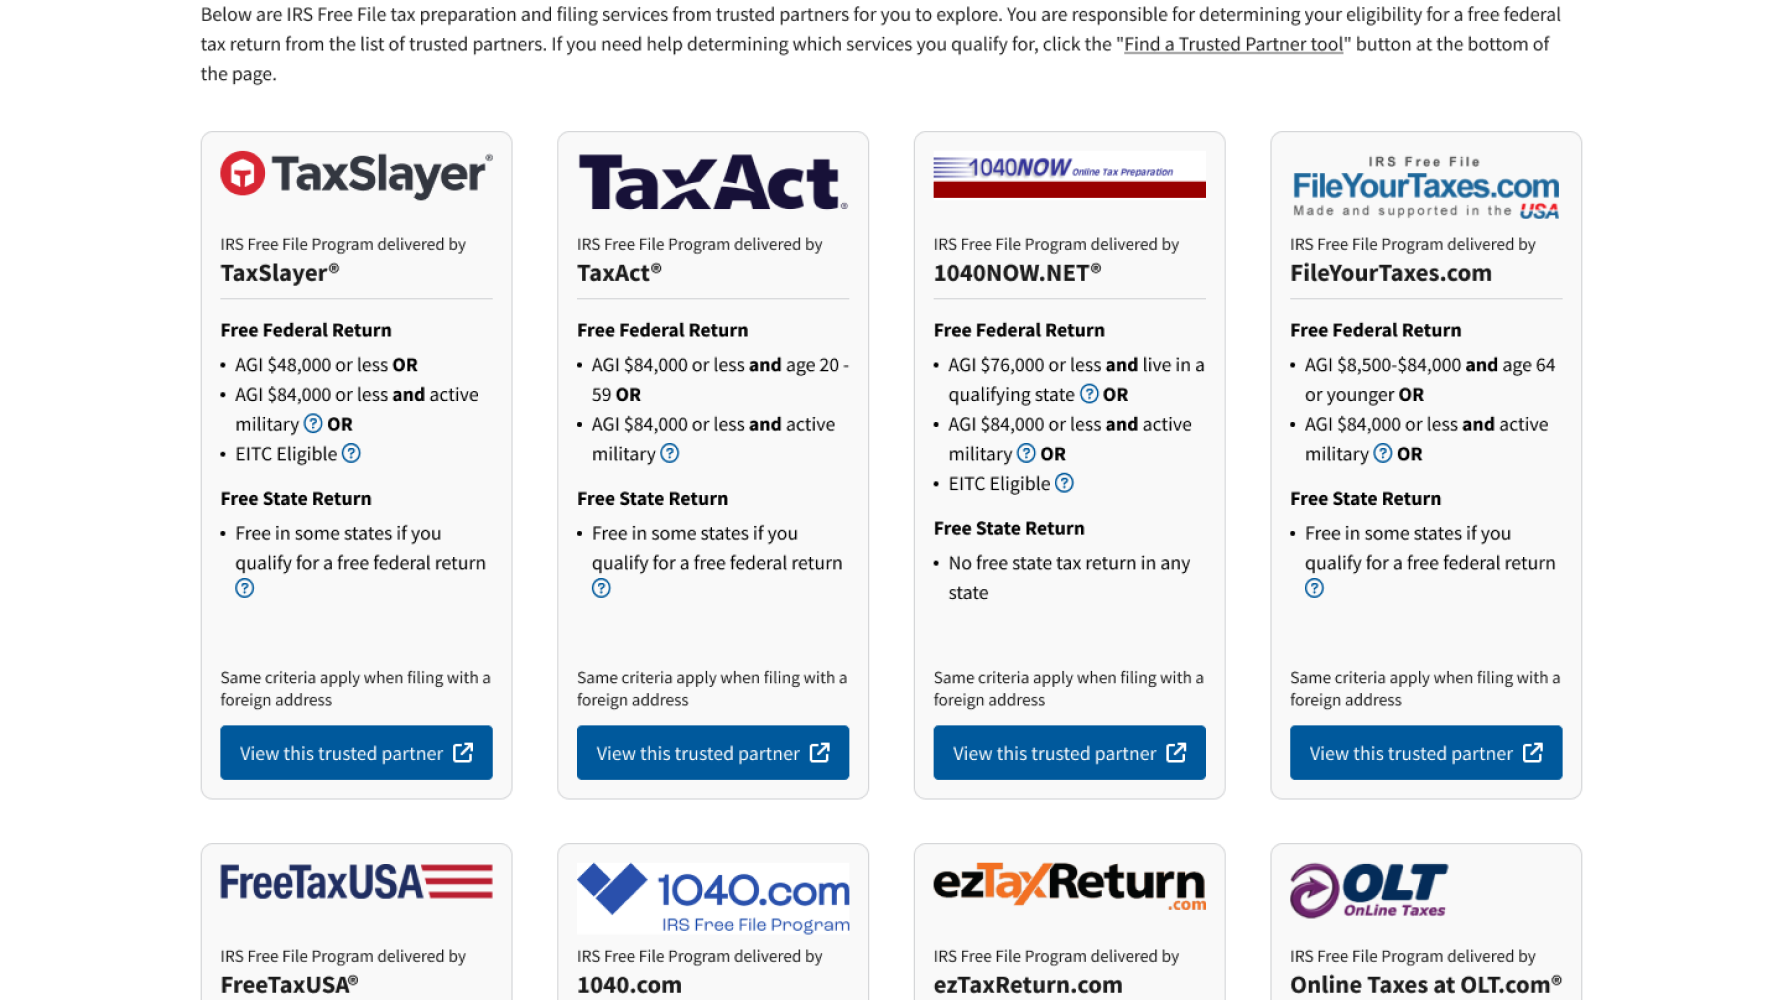 Below are IRS Free File tax preparation and filing services from trusted partners for you to explore. You are responsible for determining your eligibility for a free federal
tax return from the list of trusted partners. If you need help determining which services you qualify for, click the "Find a Trusted Partner tool" button at the bottom of
the page.
TaxSlayer®
IRS Free File Program delivered by
TaxSlayer®
Free Federal Return
• AGI $48,000 or less OR
• AGI $84,000 or less and active
military ? OR
• EITC Eligible ?
Free State Return
• Free in some states if you
qualify for a free federal return
?
Same criteria apply when filing with a
foreign address
View this trusted partner
TaxAct®
IRS Free File Program delivered by
TaxAct®
Free Federal Return
• AGI $84,000 or less and age 20 -
59 OR
• AGI $84,000 or less and active
military ?
Free State Return
• Free in some states if you
qualify for a free federal return
?
Same criteria apply when filing with a
foreign address
View this trusted partner
1040NOW Online Tax Preparation
IRS Free File Program delivered by
1040NOW.NET®
Free Federal Return
• AGI $76,000 or less and live in a
qualifying state ? OR
• AGI $84,000 or less and active
military ? OR
• EITC Eligible ?
Free State Return
• No free state tax return in any
state
Same criteria apply when filing with a
foreign address
View this trusted partner
IRS Free File
FileYourTaxes.com
Made and supported in the USA
IRS Free File Program delivered by
FileYourTaxes.com
Free Federal Return
• AGI $8,500-$84,000 and age 64
or younger OR
• AGI $84,000 or less and active
military ? OR
Free State Return
• Free in some states if you
qualify for a free federal return
?
Same criteria apply when filing with a
foreign address
View this trusted partner
FreeTaxUSA
IRS Free File Program delivered by
FreeTaxUSA®
1040.com
IRS Free File Program
IRS Free File Program delivered by
1040.com
ezTaxReturn
.com
IRS Free File Program delivered by
ezTaxReturn.com
OLT
OnLine Taxes
IRS Free File Program delivered by
Online Taxes at OLT.com®